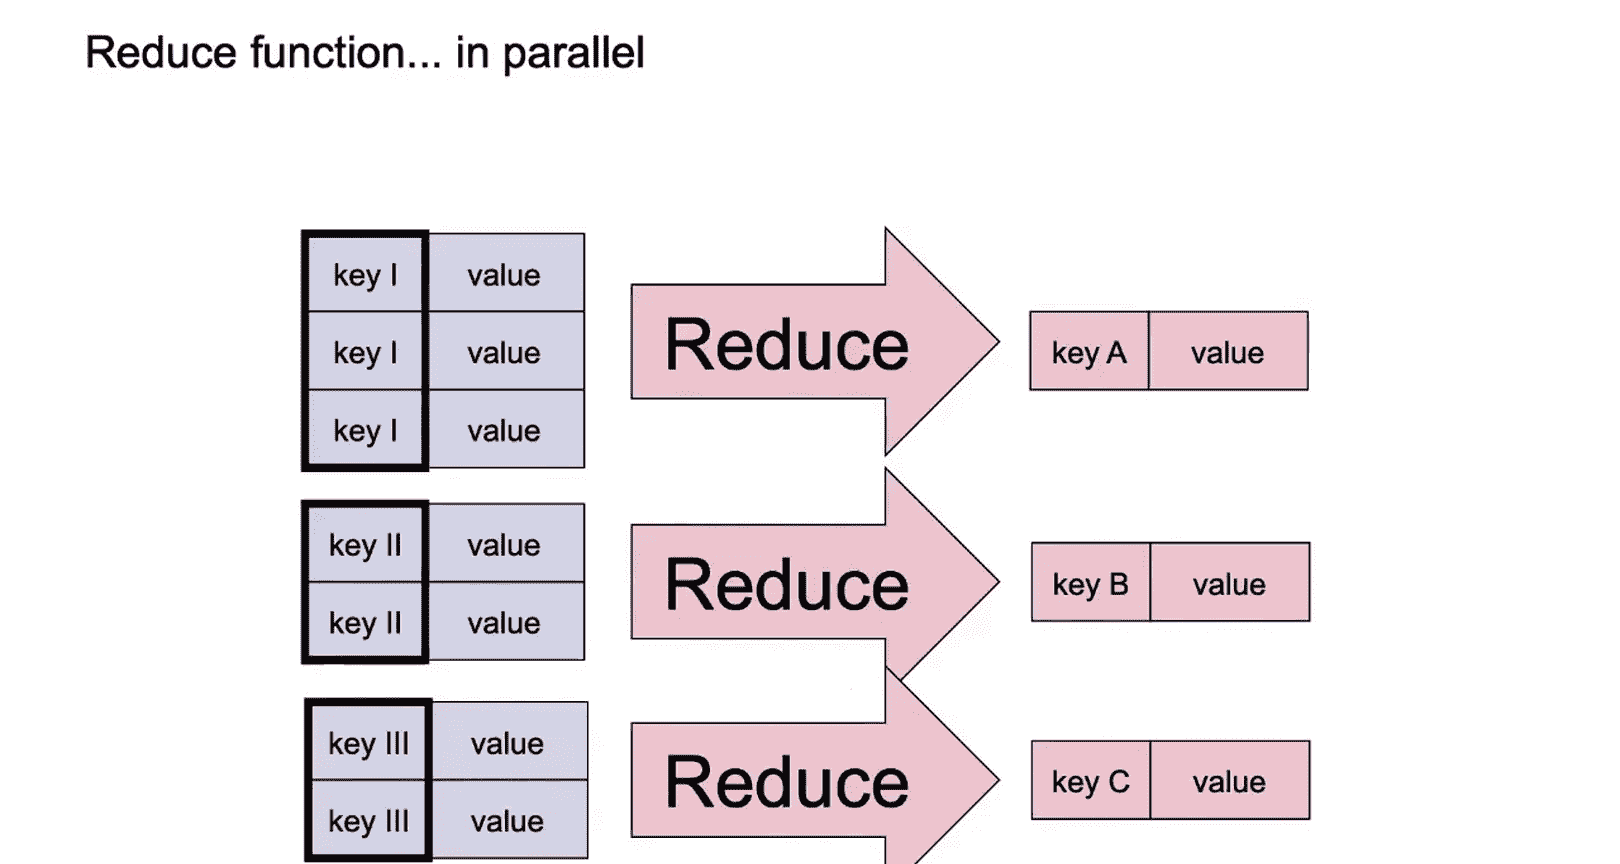 Reduce function... in parallel
key I value
key I value
key I value
Reduce
key A value
key II value
key II value
Reduce
key B value
key III value
key III value
Reduce
key C value